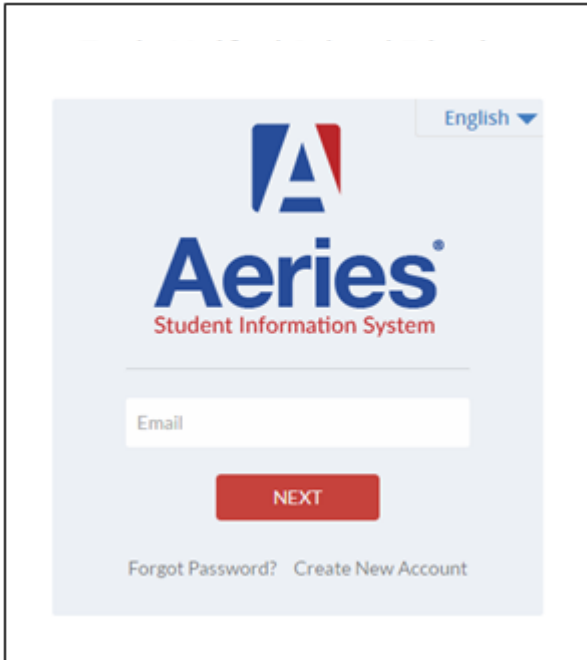 English
A
Aeries®
Student Information System
Email
NEXT
Forgot Password? Create New Account